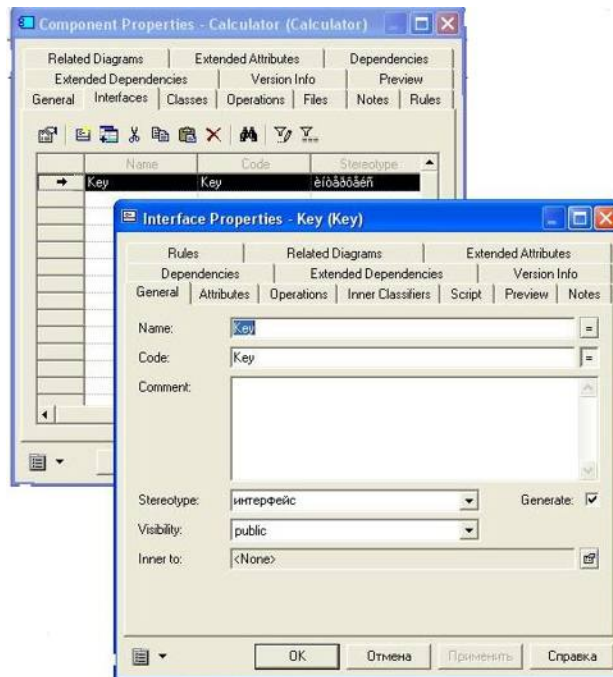 Component Properties - Calculator (Calculator)
Related Diagrams Extended Attributes Dependencies
Extended Dependencies Version Info Preview
General Interfaces Classes Operations Files Notes Rules
Name Code Stereotype
Key Key èíòåðôåéñ
Interface Properties - Key (Key)
Rules Related Diagrams Extended Attributes
Dependencies Extended Dependencies Version Info
General Attributes Operations Inner Classifiers Script Preview Notes
Name: Key =
Code: Key =
Comment:
Stereotype: интерфейс Generate:
Visibility: public
Inner to: <None>
OK Отмена Применить Справка